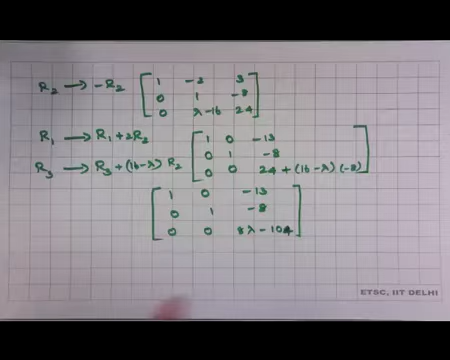 R₂ → -R₂ [ 1 -2 3
0 1 -8
0 λ-16 24 ]
R₁ → R₁ + 2R₂ [ 1 0 -13
0 1 -8
R₃ → R₃ + (16-λ) R₂ 0 0 24 + (16-λ)(-8) ]
[ 1 0 -13
0 1 -8
0 0 8λ - 104 ]
ETSC, IIT DELHI